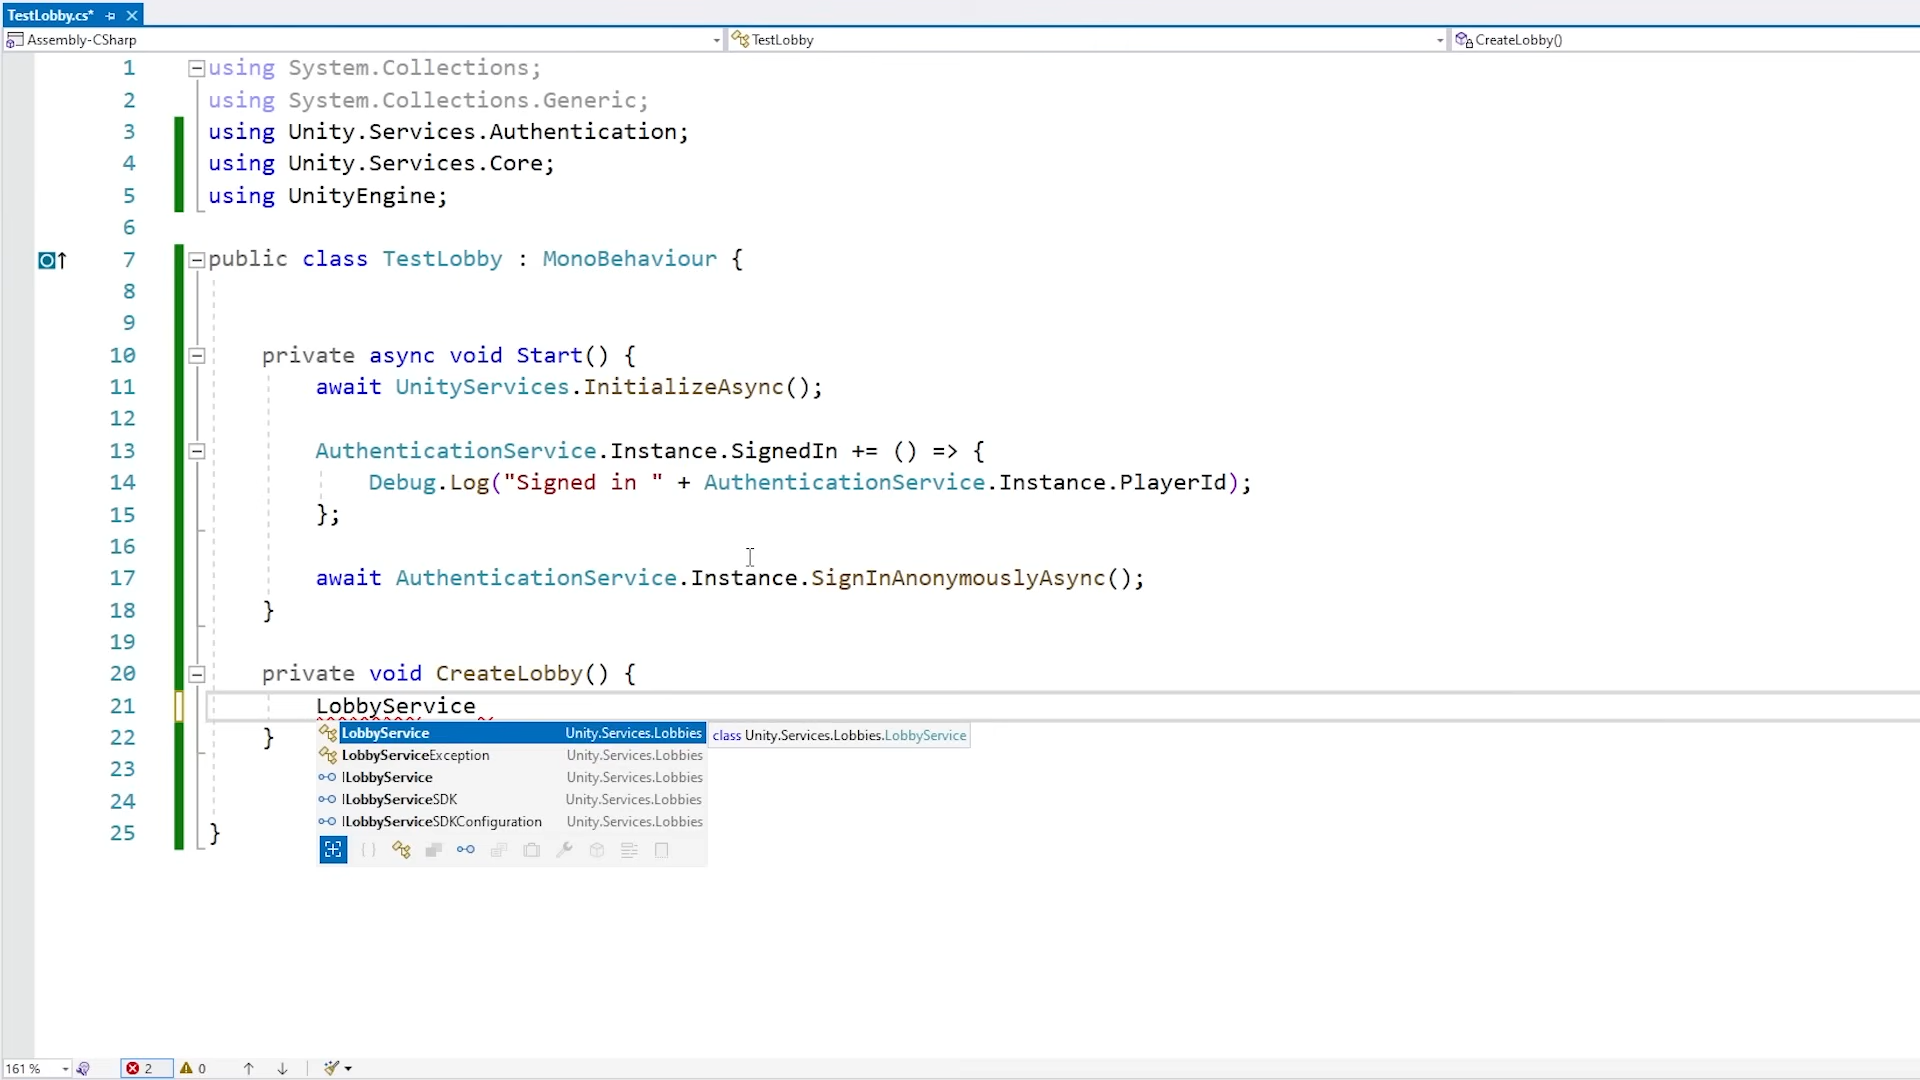 TestLobby.cs*
Assembly-CSharp TestLobby CreateLobby()
1 using System.Collections;
2 using System.Collections.Generic;
3 using Unity.Services.Authentication;
4 using Unity.Services.Core;
5 using UnityEngine;
6
7 public class TestLobby : MonoBehaviour {
8
9
10 private async void Start() {
11 await UnityServices.InitializeAsync();
12
13 AuthenticationService.Instance.SignedIn += () => {
14 Debug.Log("Signed in " + AuthenticationService.Instance.PlayerId);
15 };
16
17 await AuthenticationService.Instance.SignInAnonymouslyAsync();
18 }
19
20 private void CreateLobby() {
21 LobbyService
22 }
LobbyService Unity.Services.Lobbies class Unity.Services.Lobbies.LobbyService
LobbyServiceException Unity.Services.Lobbies
23
ILobbyService Unity.Services.Lobbies
24
ILobbyServiceSDK Unity.Services.Lobbies
ILobbyServiceSDKConfiguration Unity.Services.Lobbies
25 }
161 % 2 0